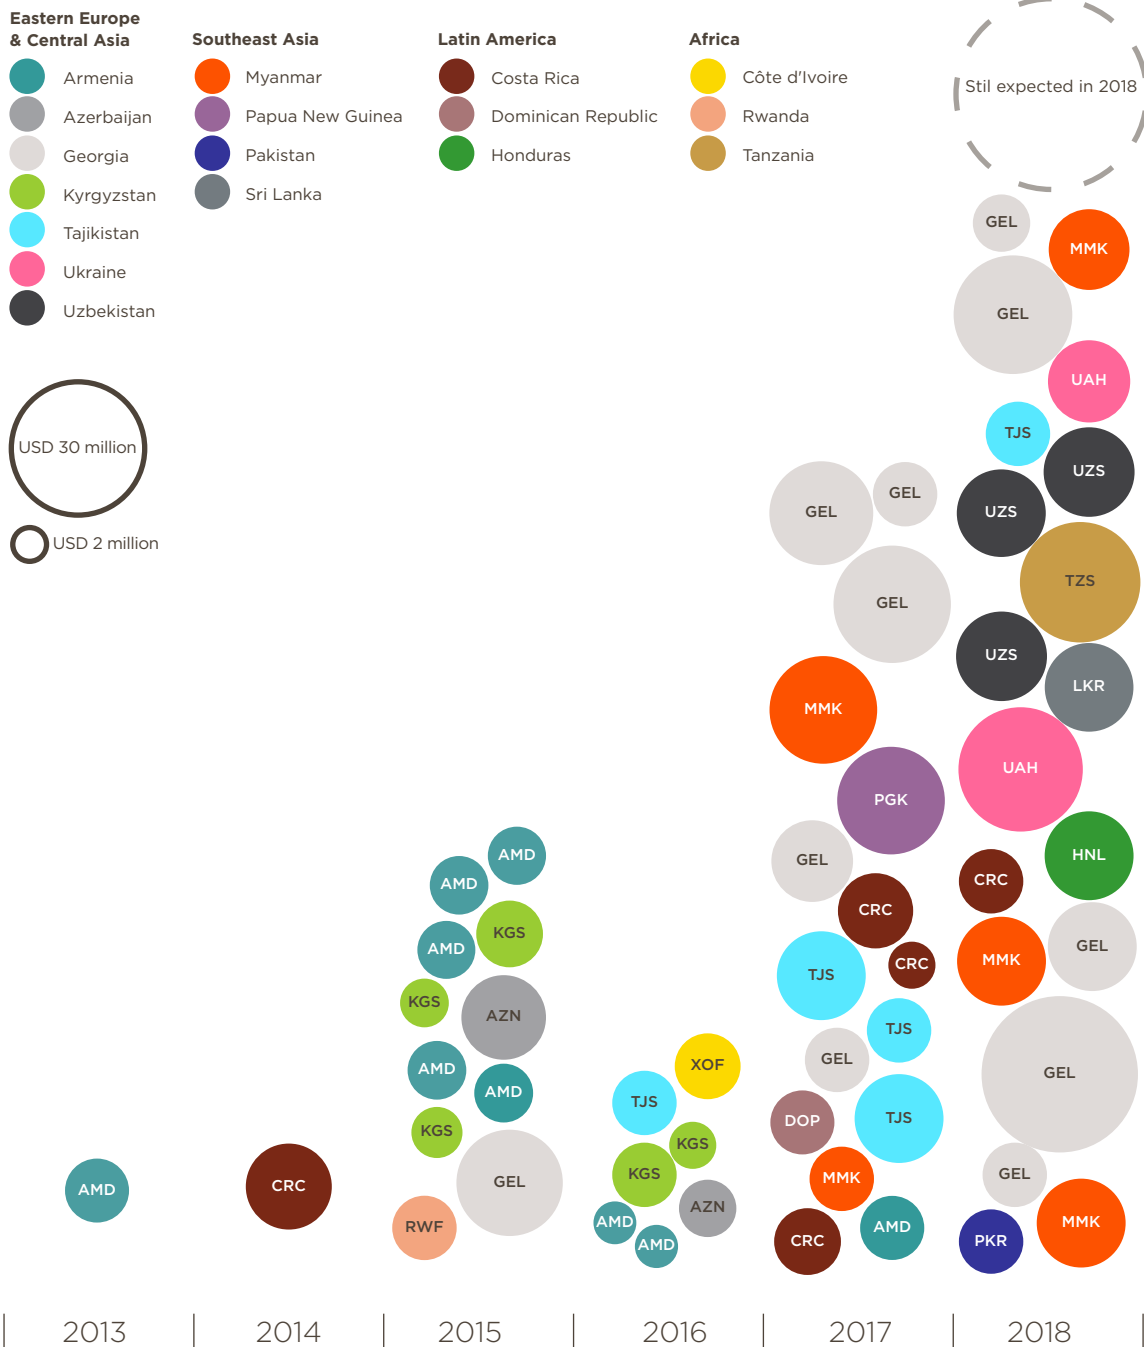 Eastern Europe
& Central Asia
Armenia
Azerbaijan
Georgia
Kyrgyzstan
Tajikistan
Ukraine
Uzbekistan
Southeast Asia
Myanmar
Papua New Guinea
Pakistan
Sri Lanka
Latin America
Costa Rica
Dominican Republic
Honduras
Africa
Côte d'Ivoire
Rwanda
Tanzania
USD 30 million
USD 2 million
AMD
CRC
AMD
AMD
KGS
AMD
KGS
AZN
AMD
AMD
KGS
GEL
RWF
XOF
TJS
KGS
KGS
AZN
AMD
AMD
GEL
GEL
GEL
MMK
PGK
GEL
CRC
CRC
TJS
TJS
GEL
TJS
DOP
MMK
AMD
CRC
Stil expected in 2018
GEL
MMK
GEL
UAH
TJS
UZS
UZS
TZS
UZS
LKR
UAH
HNL
CRC
GEL
MMK
GEL
GEL
MMK
PKR
2013
2014
2015
2016
2017
2018